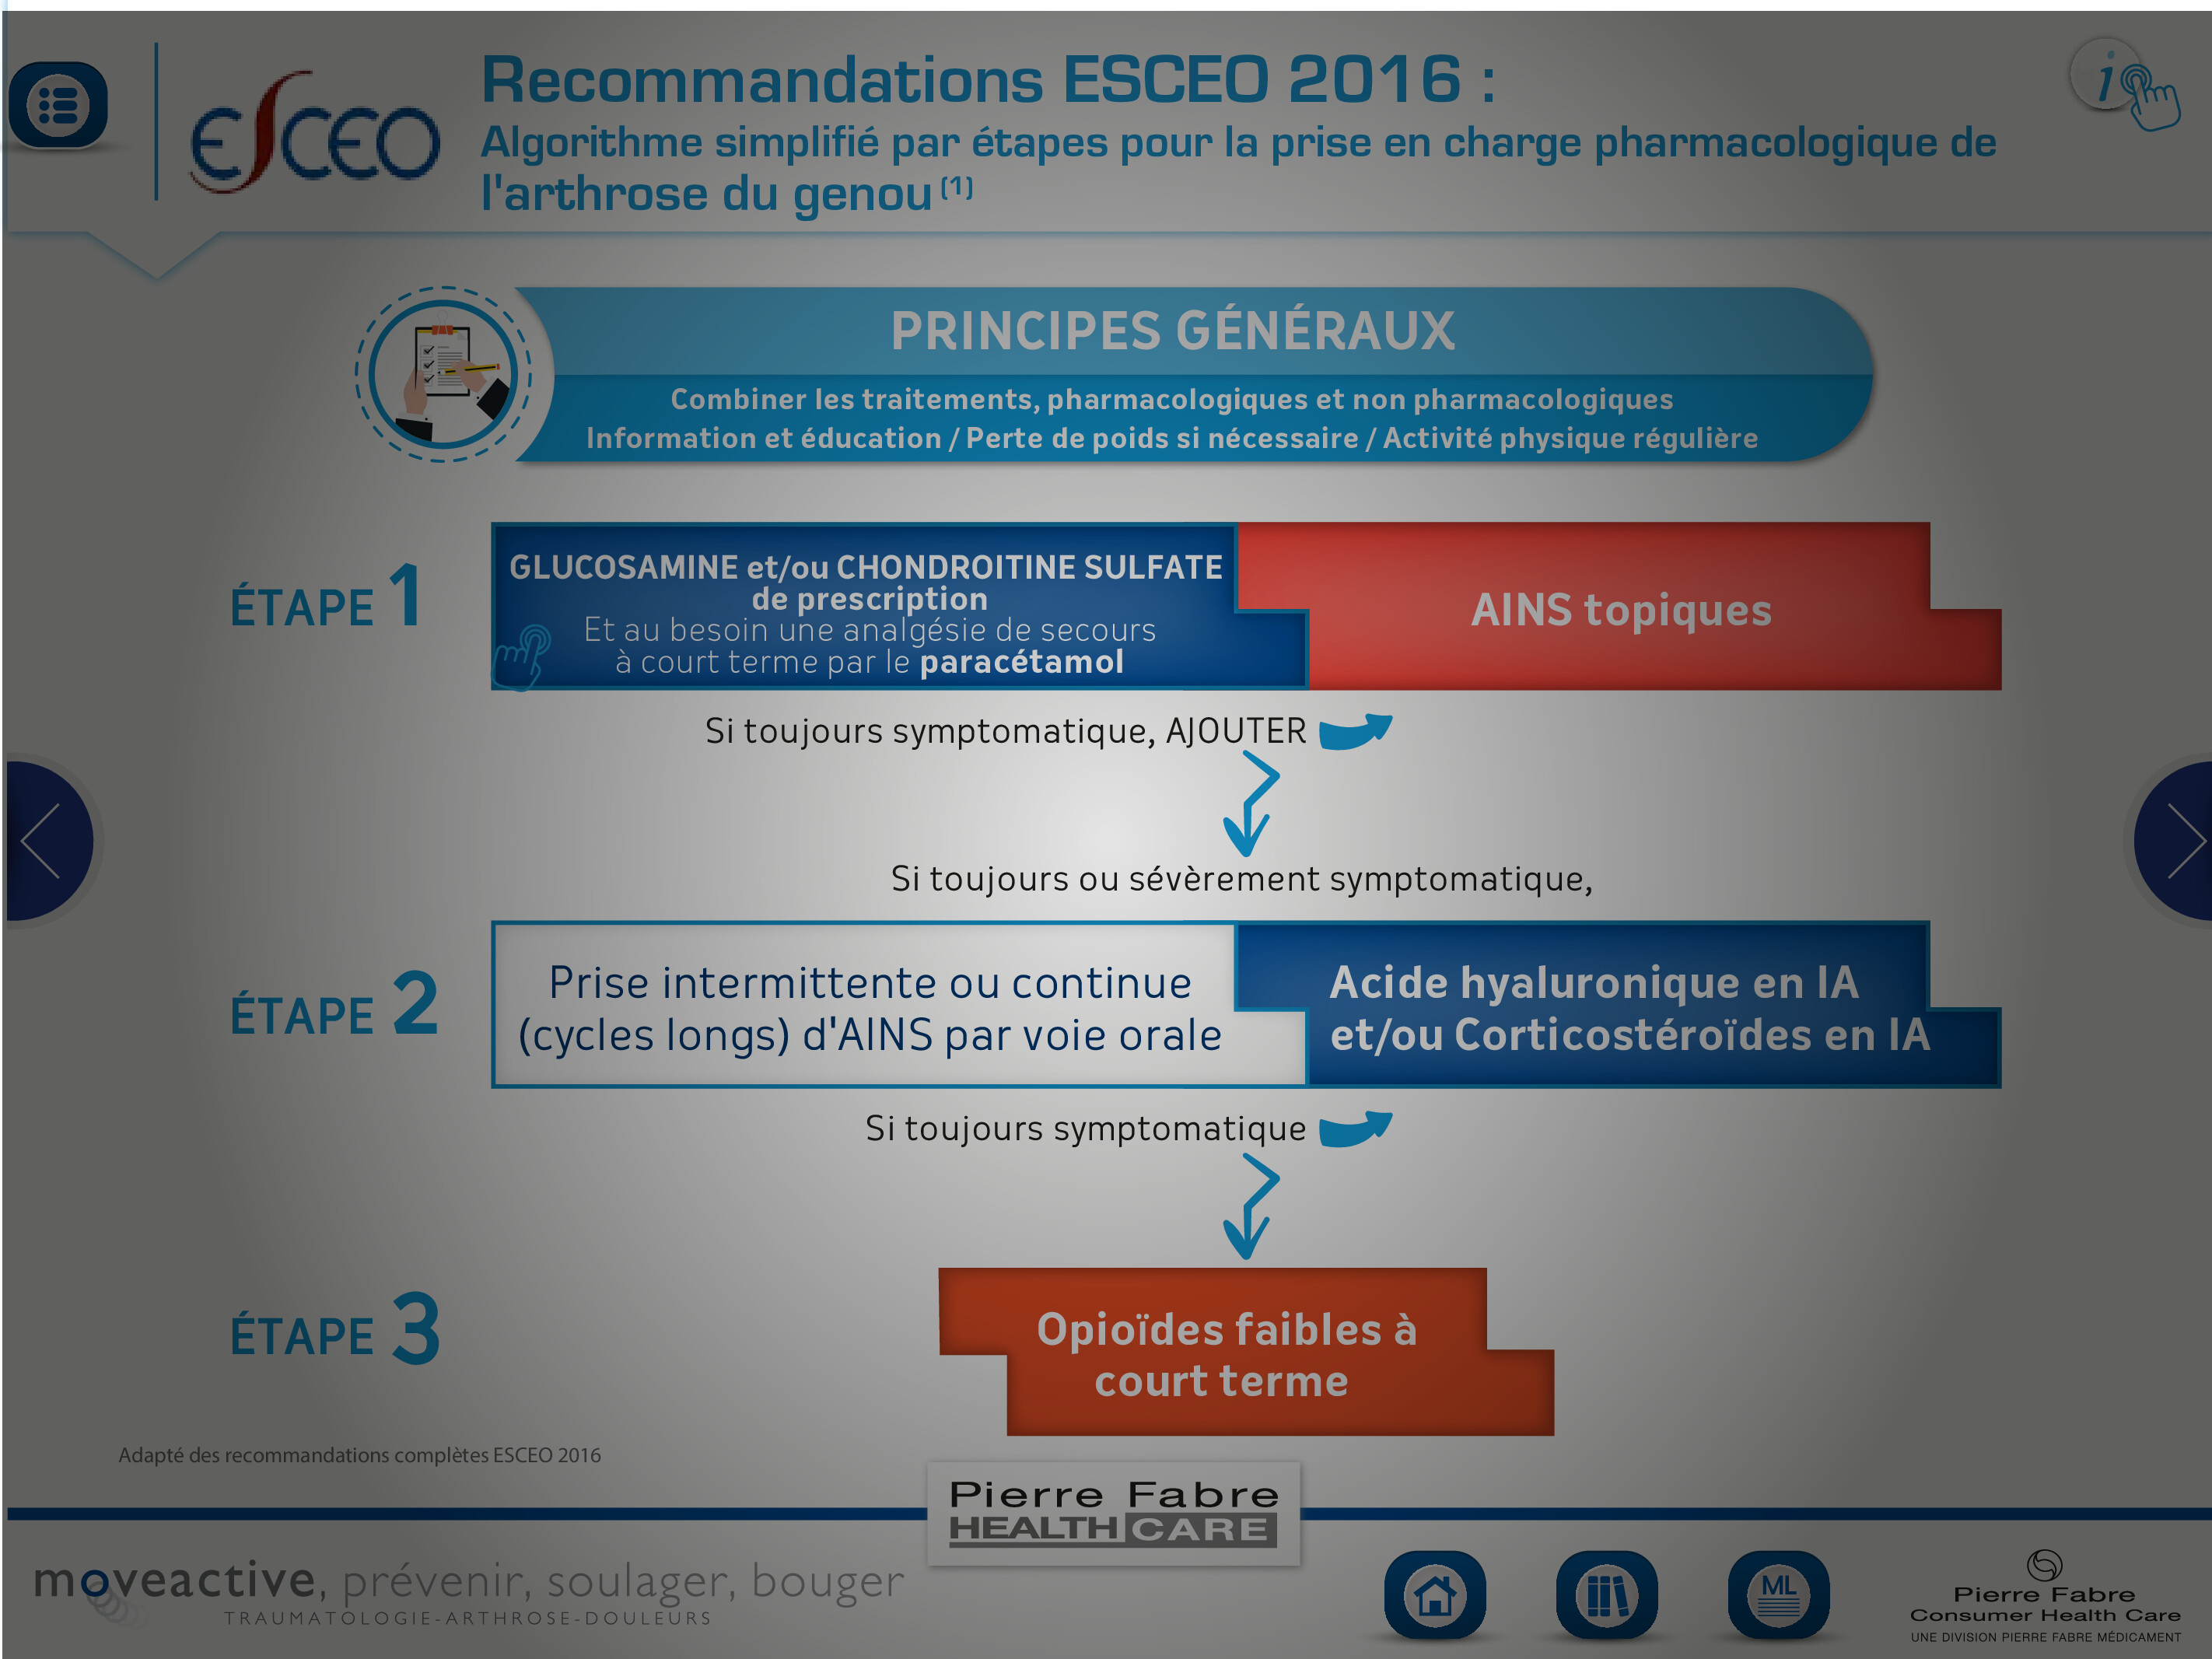 ESCEO
Recommandations ESCEO 2016 :
Algorithme simplifié par étapes pour la prise en charge pharmacologique de
l'arthrose du genou (1)
i
PRINCIPES GÉNÉRAUX
Combiner les traitements, pharmacologiques et non pharmacologiques
Information et éducation / Perte de poids si nécessaire / Activité physique régulière
ÉTAPE 1
GLUCOSAMINE et/ou CHONDROITINE SULFATE
de prescription
Et au besoin une analgésie de secours
à court terme par le paracétamol
AINS topiques
Si toujours symptomatique, AJOUTER
Si toujours ou sévèrement symptomatique,
ÉTAPE 2
Prise intermittente ou continue
(cycles longs) d'AINS par voie orale
Acide hyaluronique en IA
et/ou Corticostéroïdes en IA
Si toujours symptomatique
ÉTAPE 3
Opioïdes faibles à
court terme
Adapté des recommandations complètes ESCEO 2016
Pierre Fabre
HEALTH CARE
moveactive, prévenir, soulager, bouger
TRAUMATOLOGIE-ARTHROSE-DOULEURS
ML
Pierre Fabre
Consumer Health Care
UNE DIVISION PIERRE FABRE MÉDICAMENT